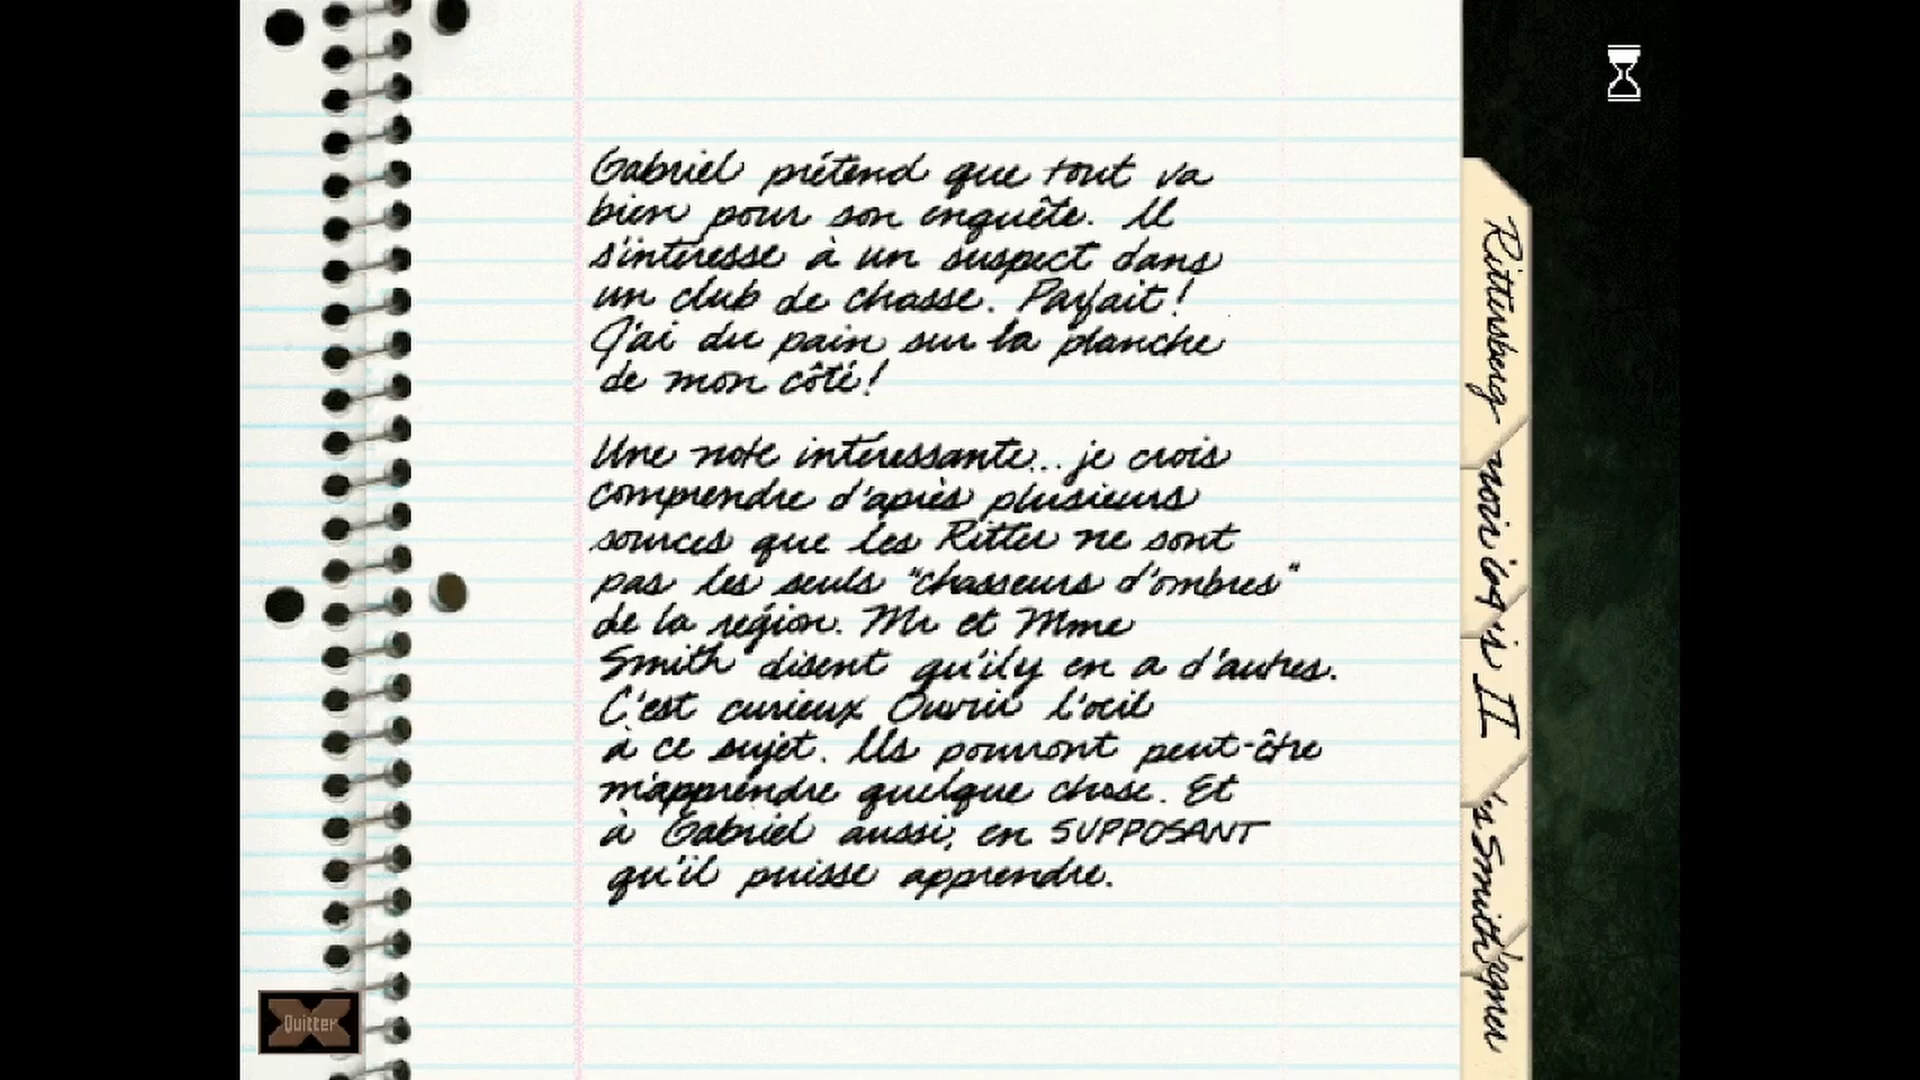 Gabriel prétend que tout va
bien pour son enquête. Il
s'intéresse à un suspect dans
un club de chasse. Parfait!
J'ai du pain sur la planche
de mon côté!
Une note intéressante... je crois
comprendre d'après plusieurs
sources que les Ritter ne sont
pas les seuls "chasseurs d'ombres"
de la région. Mr et Mme
Smith disent qu'ily en a d'autres.
C'est curieux Ouvrir l'oeil
à ce sujet. Ils pourront peut-être
m'apprendre quelque chose. Et
à Gabriel aussi, en SUPPOSANT
qu'il puisse apprendre.
Rittersberg
noir
II
Smith
Quitter